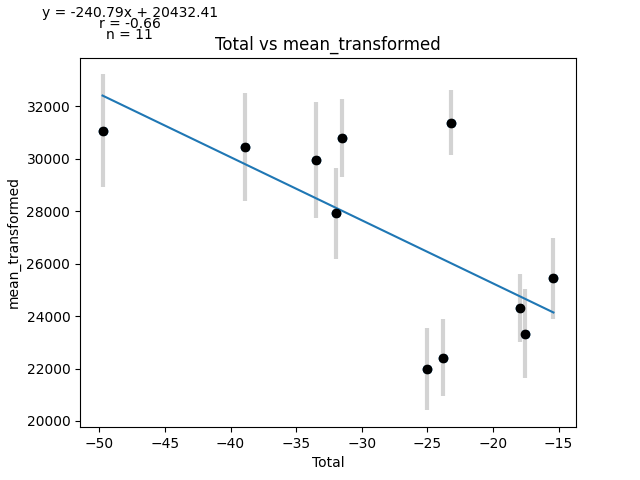 y = -240.79x + 20432.41
r = -0.66
n = 11
Total vs mean_transformed
mean_transformed
32000
30000
28000
26000
24000
22000
20000
−50
−45
−40
−35
−30
−25
−20
−15
Total